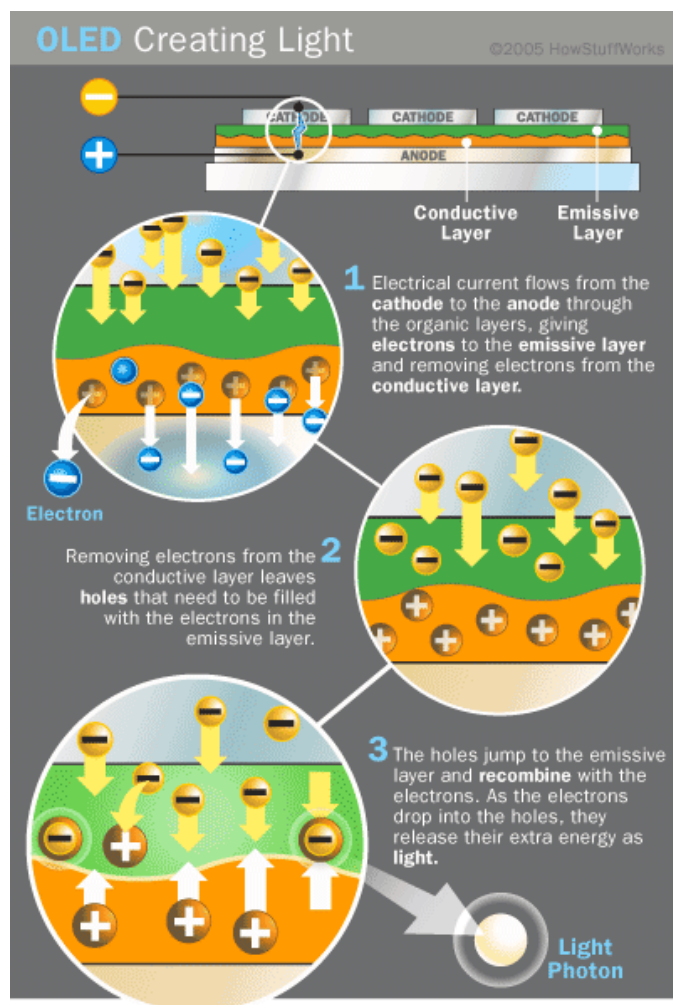 OLED Creating Light
©2005 HowStuffWorks
CATHODE CATHODE CATHODE
ANODE
Conductive
Layer
Emissive
Layer
1 Electrical current flows from the
cathode to the anode through
the organic layers, giving
electrons to the emissive layer
and removing electrons from the
conductive layer.
Electron
2
Removing electrons from the
conductive layer leaves
holes that need to be filled
with the electrons in the
emissive layer.
3 The holes jump to the emissive
layer and recombine with the
electrons. As the electrons
drop into the holes, they
release their extra energy as
light.
Light
Photon